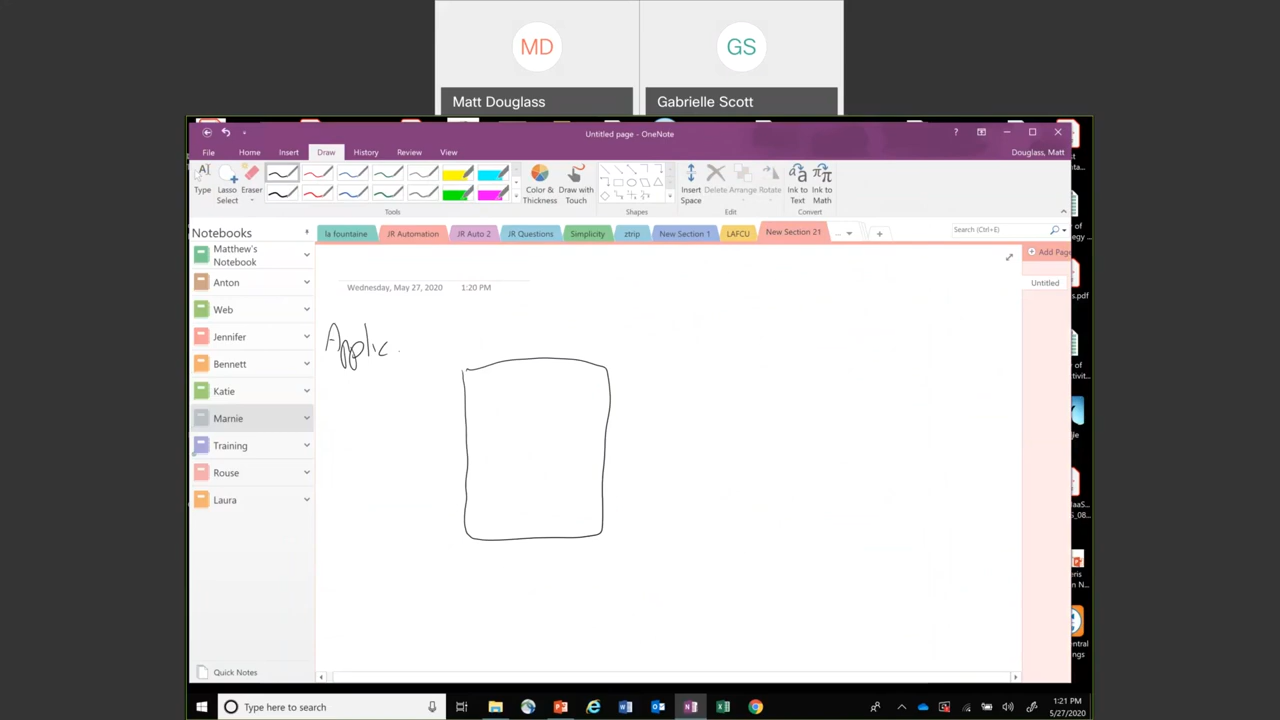 MD
GS
Matt Douglass
Gabrielle Scott
Untitled page - OneNote
?
Douglass, Matt
File
Home
Insert
Draw
History
Review
View
Type
Lasso
Select
Eraser
Color &
Thickness
Draw with
Touch
Insert
Space
Delete
Arrange
Rotate
Ink to
Text
Ink to
Math
Tools
Shapes
Edit
Convert
Notebooks
la fountaine
JR Automation
JR Auto 2
JR Questions
Simplicity
ztrip
New Section 1
LAFCU
New Section 21
...
+
Search (Ctrl+E)
Matthew's
Notebook
Anton
Web
Jennifer
Bennett
Katie
Marnie
Training
Rouse
Laura
Quick Notes
Add Page
Untitled
Wednesday, May 27, 2020 1:20 PM
Applic
Type here to search
1:21 PM
5/27/2020